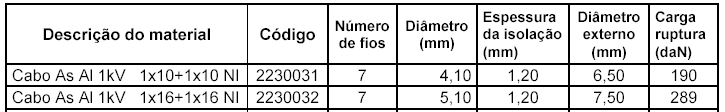 Descrição do material Código Número de fios Diâmetro (mm) Espessura da isolação (mm) Diâmetro externo (mm) Carga ruptura (daN)
Cabo As Al 1kV 1x10+1x10 NI 2230031 7 4,10 1,20 6,50 190
Cabo As Al 1kV 1x16+1x16 NI 2230032 7 5,10 1,20 7,50 289